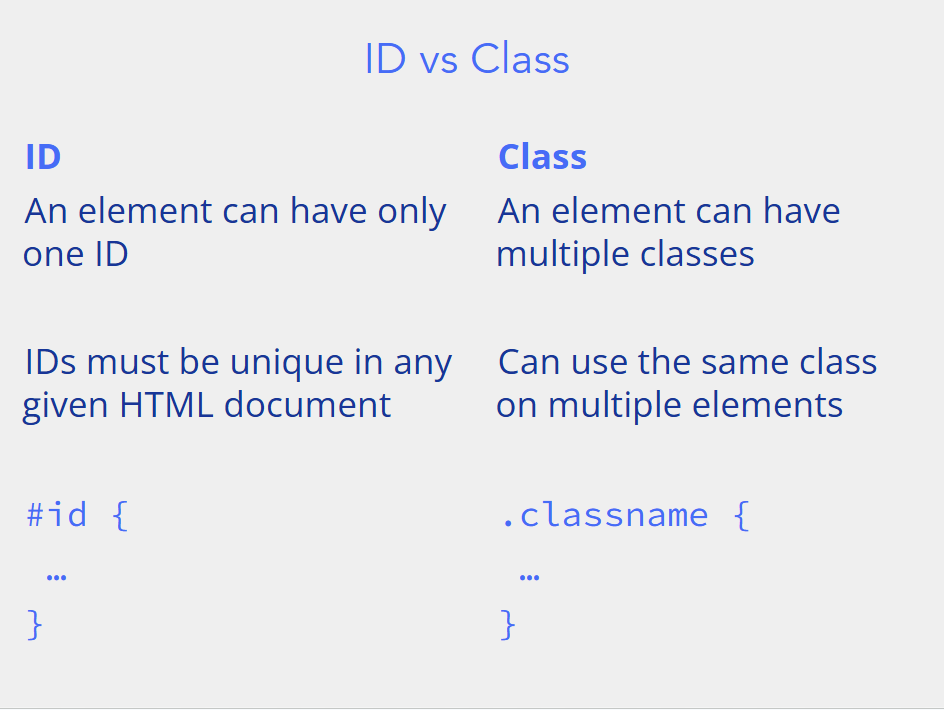 ID vs Class
ID
An element can have only
one ID
IDs must be unique in any
given HTML document
#id {
…
}
Class
An element can have
multiple classes
Can use the same class
on multiple elements
.classname {
…
}